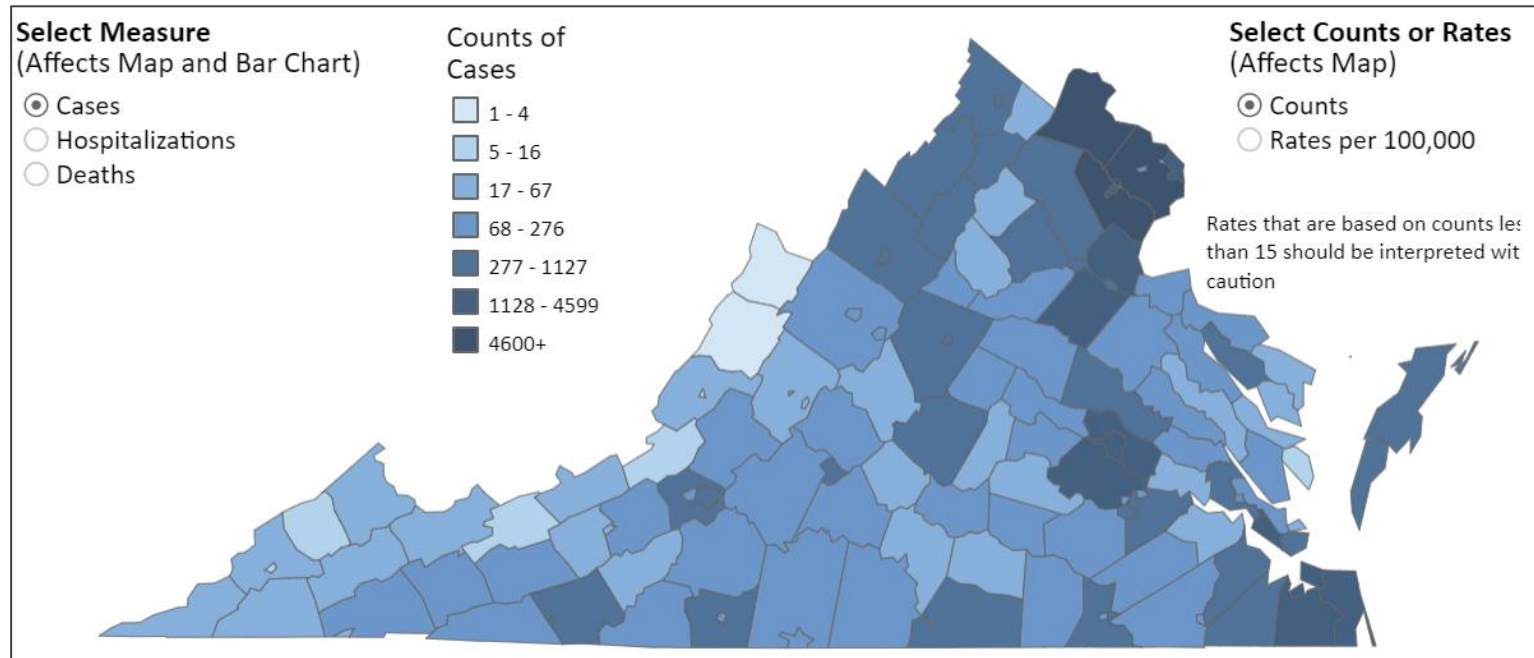 Select Measure
(Affects Map and Bar Chart)
Cases
Hospitalizations
Deaths
Counts of
Cases
1 - 4
5 - 16
17 - 67
68 - 276
277 - 1127
1128 - 4599
4600+
Select Counts or Rates
(Affects Map)
Counts
Rates per 100,000
Rates that are based on counts les
than 15 should be interpreted wit
caution